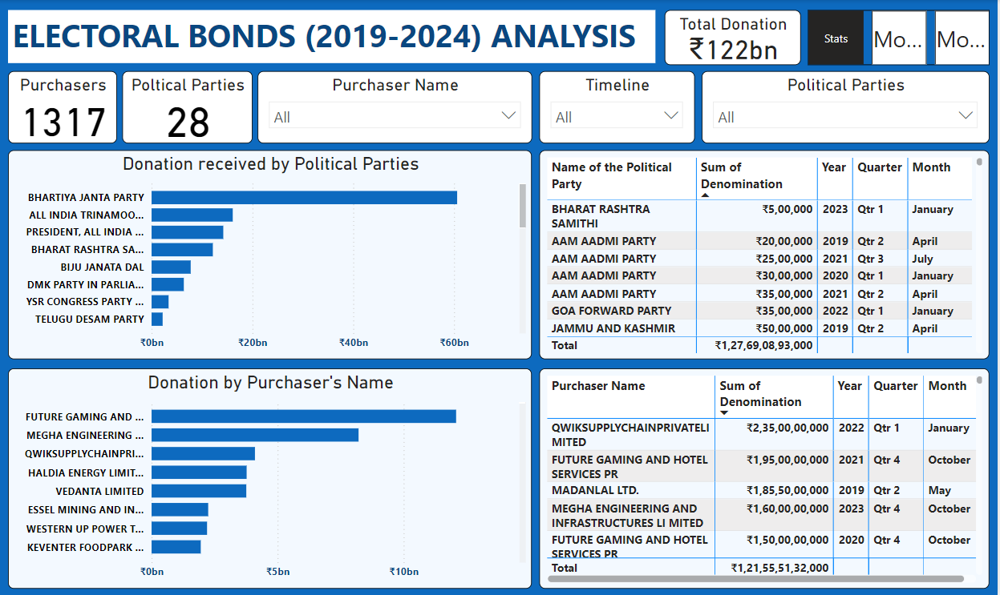 ELECTORAL BONDS (2019-2024) ANALYSIS
Total Donation
₹122bn
Stats
Mo...
Mo...
Purchasers
1317
Poltical Parties
28
Purchaser Name
All
Timeline
All
Political Parties
All
Donation received by Political Parties
BHARTIYA JANTA PARTY
ALL INDIA TRINAMOO...
PRESIDENT, ALL INDIA ...
BHARAT RASHTRA SA...
BIJU JANATA DAL
DMK PARTY IN PARLIA...
YSR CONGRESS PARTY ...
TELUGU DESAM PARTY
₹0bn ₹20bn ₹40bn ₹60bn
Name of the Political Sum of Year Quarter Month
Party Denomination
BHARAT RASHTRA ₹5,00,000 2023 Qtr 1 January
SAMITHI
AAM AADMI PARTY ₹20,00,000 2019 Qtr 2 April
AAM AADMI PARTY ₹25,00,000 2021 Qtr 3 July
AAM AADMI PARTY ₹30,00,000 2020 Qtr 1 January
AAM AADMI PARTY ₹35,00,000 2021 Qtr 2 April
GOA FORWARD PARTY ₹35,00,000 2022 Qtr 1 January
JAMMU AND KASHMIR ₹50,00,000 2019 Qtr 2 April
Total ₹1,27,69,08,93,000
Donation by Purchaser's Name
FUTURE GAMING AND ...
MEGHA ENGINEERING ...
QWIKSUPPLYCHAINPRI...
HALDIA ENERGY LIMIT...
VEDANTA LIMITED
ESSEL MINING AND IN...
WESTERN UP POWER T...
KEVENTER FOODPARK ...
₹0bn ₹5bn ₹10bn
Purchaser Name Sum of Year Quarter Month
Denomination
QWIKSUPPLYCHAINPRIVATELI ₹2,35,00,00,000 2022 Qtr 1 January
MITED
FUTURE GAMING AND HOTEL ₹1,95,00,00,000 2021 Qtr 4 October
SERVICES PR
MADANLAL LTD. ₹1,85,50,00,000 2019 Qtr 2 May
MEGHA ENGINEERING AND ₹1,60,00,00,000 2023 Qtr 4 October
INFRASTRUCTURES LI MITED
FUTURE GAMING AND HOTEL ₹1,50,00,00,000 2020 Qtr 4 October
SERVICES PR
Total ₹1,21,55,51,32,000